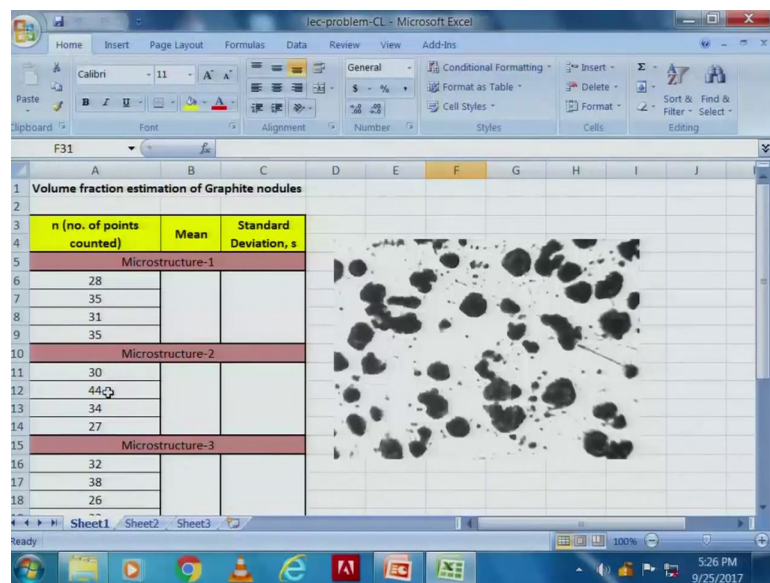 lec-problem-CL - Microsoft Excel
Home Insert Page Layout Formulas Data Review View Add-Ins
Paste
Calibri 11 A A
B I U A
General
$ % ,
Conditional Formatting
Format as Table
Cell Styles
Insert
Delete
Format
Σ
Sort & Filter
Find & Select
Clipboard Font Alignment Number Styles Cells Editing
F31 fx
A B C D E F G H I J
1 Volume fraction estimation of Graphite nodules
2
3 n (no. of points Mean Standard
4 counted) Deviation, s
5 Microstructure-1
6 28
7 35
8 31
9 35
10 Microstructure-2
11 30
12 44
13 34
14 27
15 Microstructure-3
16 32
17 38
18 26
Sheet1 Sheet2 Sheet3
Ready 100%
5:26 PM
9/25/2017